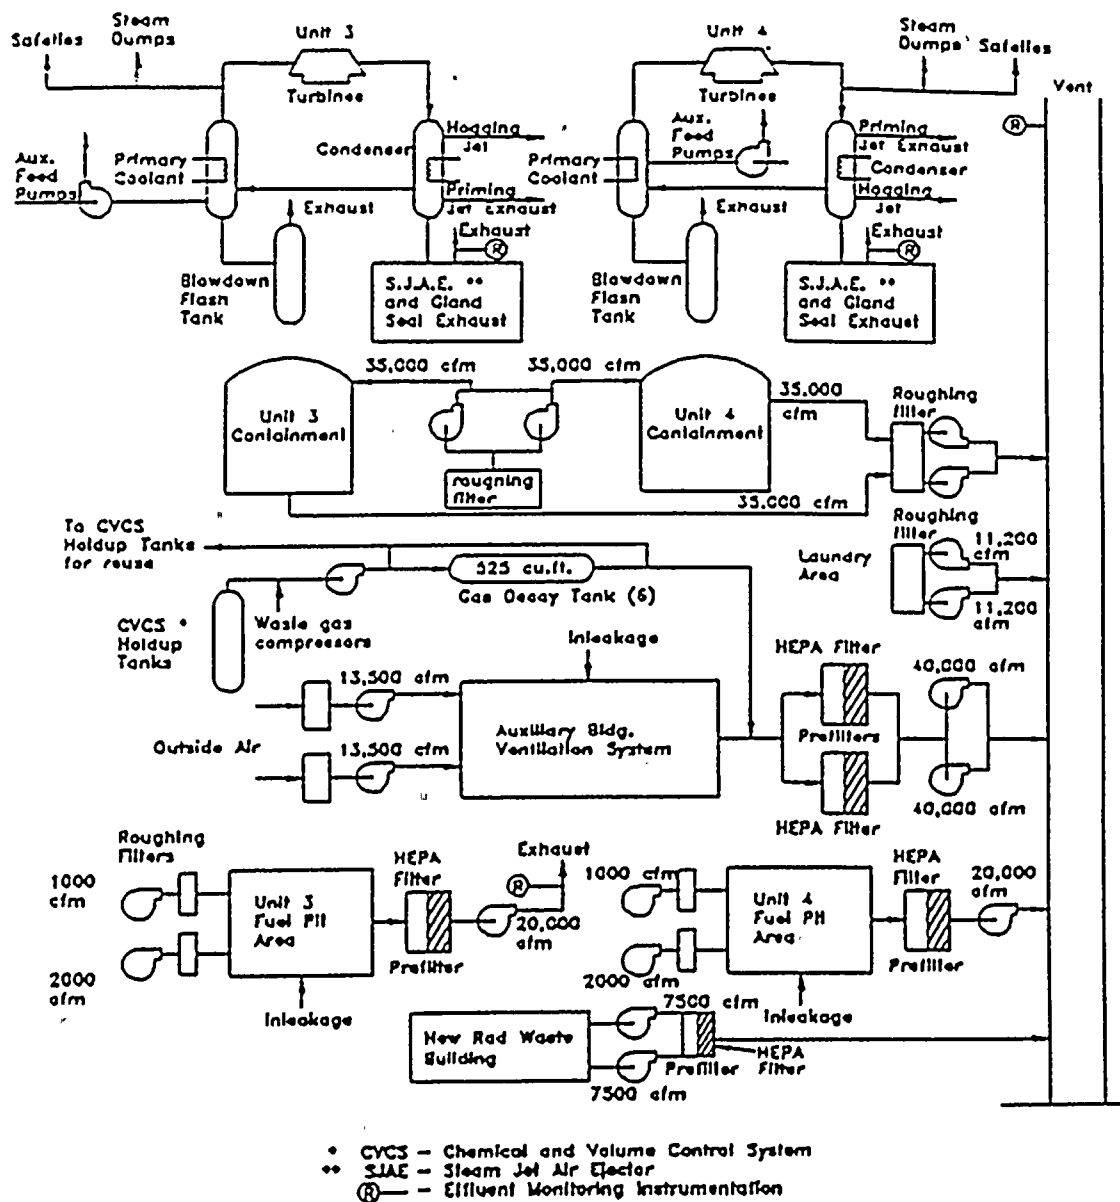 Safeties
Steam
Dumps
Unit 3
Turbines
Aux.
Feed
Pumps
Primary
Coolant
Condenser
Hogging
Jet
Priming
Jet Exhaust
Exhaust
Blowdown
Flash
Tank
Exhaust
R
S.J.A.E. **
and Gland
Seal Exhaust
Unit 4
Turbines
Steam
Dumps
Safeties
Aux.
Feed
Pumps
Primary
Coolant
Priming
Jet Exhaust
Condenser
Hogging
Jet
Exhaust
Blowdown
Flash
Tank
Exhaust
R
S.J.A.E. **
and Gland
Seal Exhaust
Vent
R
35,000 cfm
35,000 cfm
Unit 3
Containment
roughing
filter
Unit 4
Containment
35,000
cfm
35,000 cfm
Roughing
filter
To CVCS
Holdup Tanks
for reuse
525 cu.ft.
Gas Decay Tank (6)
CVCS *
Holdup
Tanks
Waste gas
compressors
Roughing
filter
Laundry
Area
11,200
cfm
11,200
cfm
Inleakage
13,500 cfm
Outside Air
13,500 cfm
Auxiliary Bldg.
Ventilation System
HEPA Filter
Prefilters
HEPA Filter
40,000 cfm
40,000 cfm
Roughing
Filters
1000
cfm
2000
cfm
Unit 3
Fuel Pit
Area
Inleakage
HEPA
Filter
Prefilter
R
Exhaust
20,000
cfm
1000 cfm
2000 cfm
Unit 4
Fuel Pit
Area
Inleakage
HEPA
Filter
Prefilter
20,000
cfm
New Rad Waste
Building
7500 cfm
7500 cfm
Prefilter
HEPA
Filter
* CVCS - Chemical and Volume Control System
** SJAE - Steam Jet Air Ejector
R - Effluent Monitoring Instrumentation